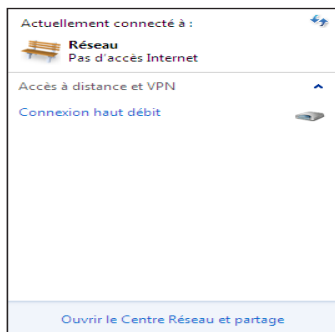 Actuellement connecté à :
Réseau
Pas d'accès Internet
Accès à distance et VPN
Connexion haut débit
Ouvrir le Centre Réseau et partage